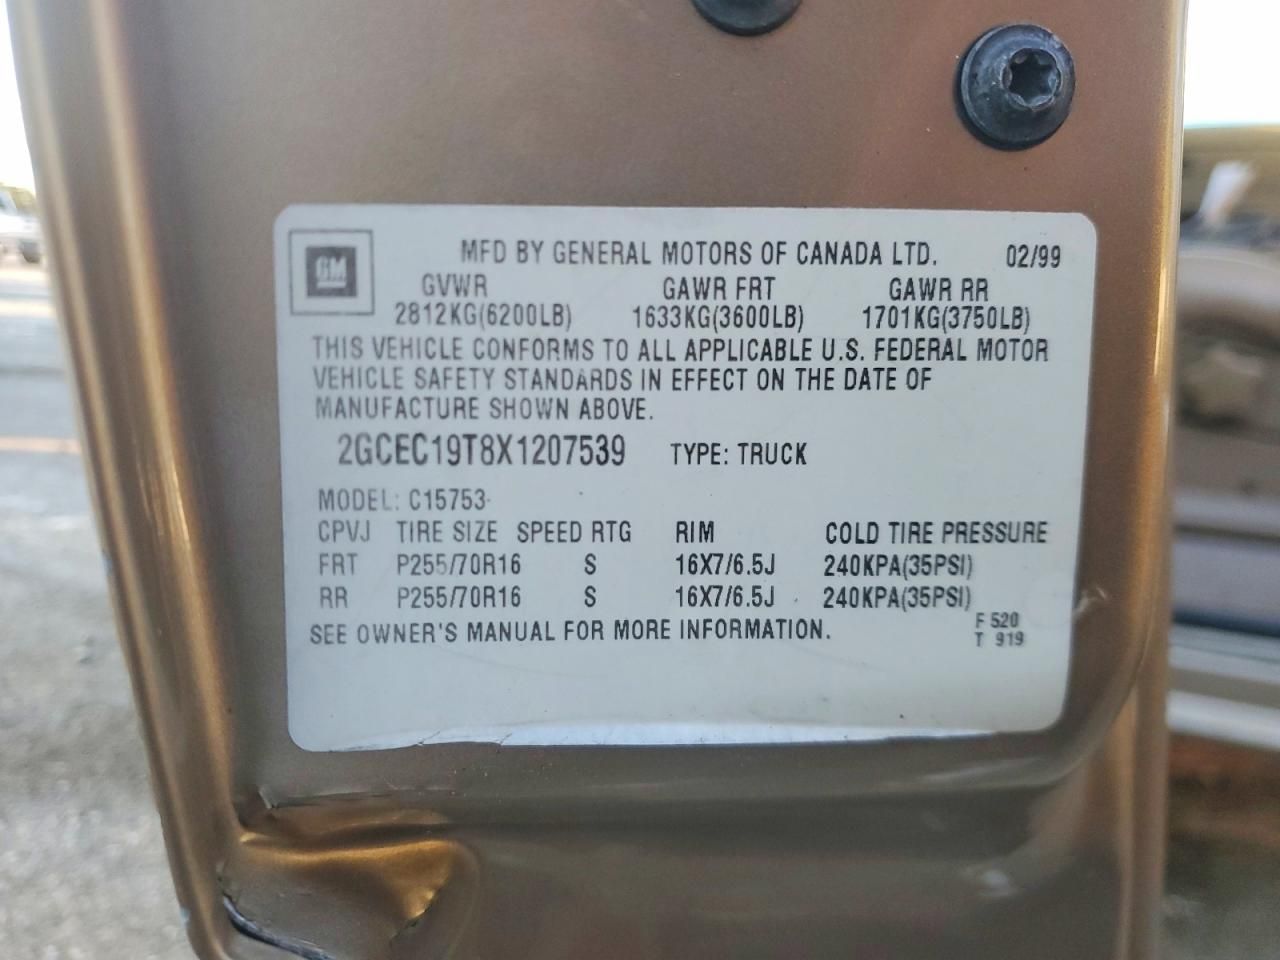 GM
MFD BY GENERAL MOTORS OF CANADA LTD. 02/99
GVWR GAWR FRT GAWR RR
2812KG(6200LB) 1633KG(3600LB) 1701KG(3750LB)
THIS VEHICLE CONFORMS TO ALL APPLICABLE U.S. FEDERAL MOTOR
VEHICLE SAFETY STANDARDS IN EFFECT ON THE DATE OF
MANUFACTURE SHOWN ABOVE.
2GCEC19T8X1207539 TYPE: TRUCK
MODEL: C15753
CPVJ TIRE SIZE SPEED RTG RIM COLD TIRE PRESSURE
FRT P255/70R16 S 16X7/6.5J 240KPA(35PSI)
RR P255/70R16 S 16X7/6.5J 240KPA(35PSI)
SEE OWNER'S MANUAL FOR MORE INFORMATION.
F 520
T 919